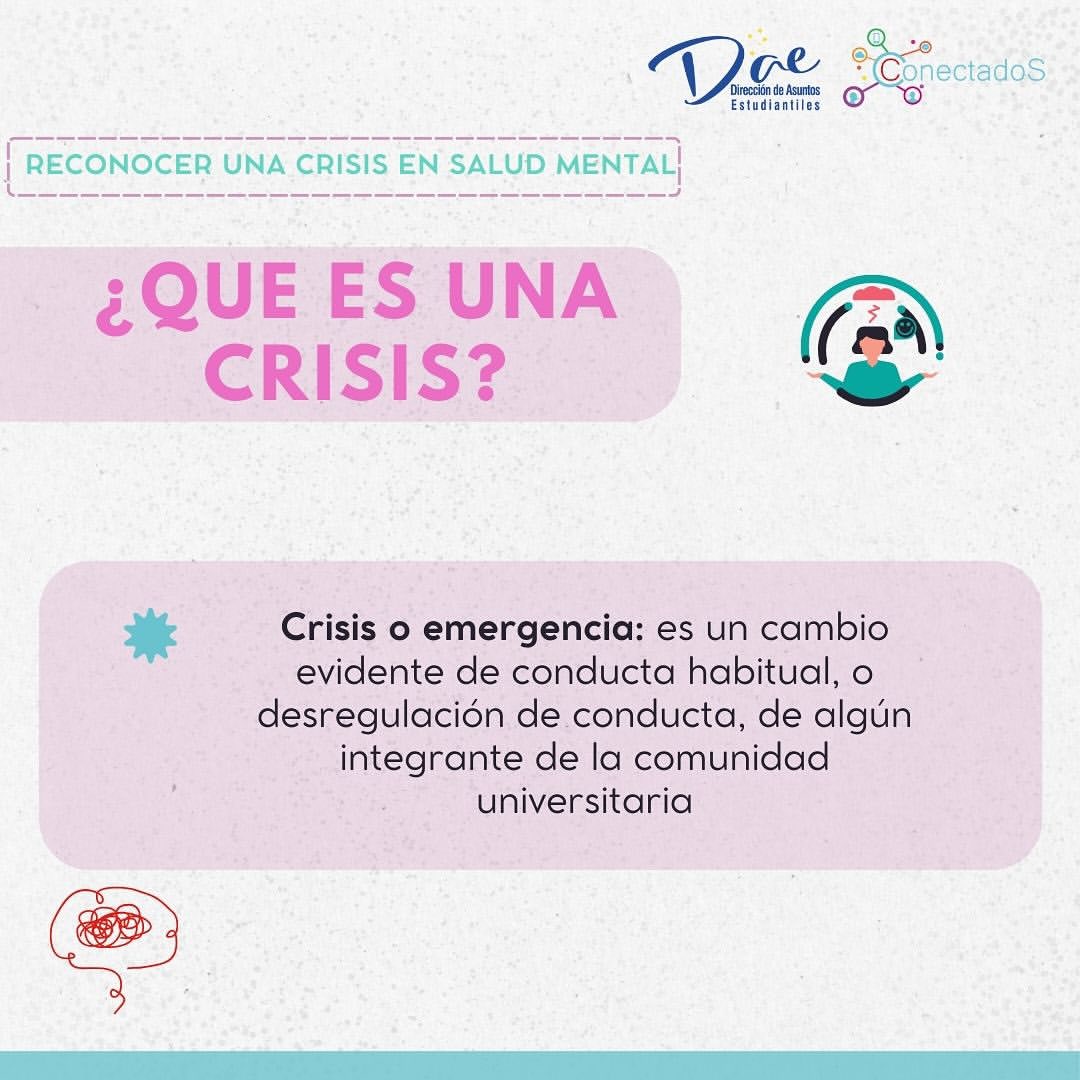 Dae
Dirección de Asuntos
Estudiantiles
ConectadoS
RECONOCER UNA CRISIS EN SALUD MENTAL
¿QUE ES UNA
CRISIS?
Crisis o emergencia: es un cambio
evidente de conducta habitual, o
desregulación de conducta, de algún
integrante de la comunidad
universitaria